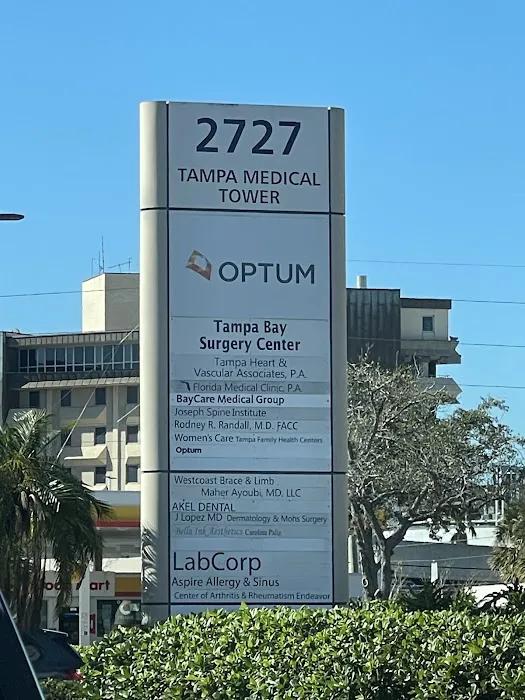 2727
TAMPA MEDICAL
TOWER
OPTUM
Tampa Bay
Surgery Center
Tampa Heart &
Vascular Associates, P.A.
Florida Medical Clinic, P.A.
BayCare Medical Group
Joseph Spine Institute
Rodney R. Randall, M.D. FACC
Women's Care Tampa Family Health Centers
Optum
Westcoast Brace & Limb
Maher Ayoubi, MD, LLC
AKEL DENTAL
J Lopez MD Dermatology & Mohs Surgery
Bella Ink Aesthetics
LabCorp
Aspire Allergy & Sinus
Center of Arthritis & Rheumatism Endeavor